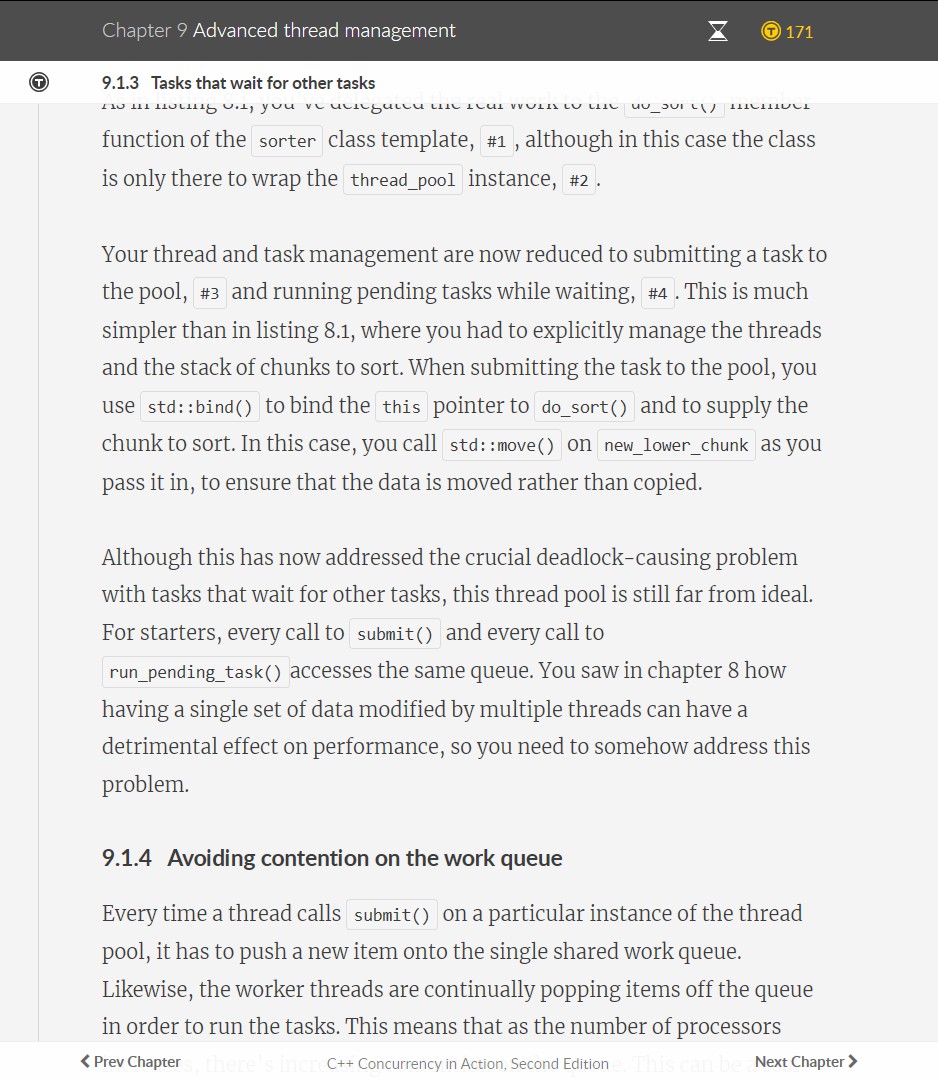 Chapter 9 Advanced thread management
171
9.1.3 Tasks that wait for other tasks
As in listing 8.1, you've delegated the real work to the do_sort() member
function of the sorter class template, #1 , although in this case the class
is only there to wrap the thread_pool instance, #2 .
Your thread and task management are now reduced to submitting a task to
the pool, #3 and running pending tasks while waiting, #4 . This is much
simpler than in listing 8.1, where you had to explicitly manage the threads
and the stack of chunks to sort. When submitting the task to the pool, you
use std::bind() to bind the this pointer to do_sort() and to supply the
chunk to sort. In this case, you call std::move() on new_lower_chunk as you
pass it in, to ensure that the data is moved rather than copied.
Although this has now addressed the crucial deadlock-causing problem
with tasks that wait for other tasks, this thread pool is still far from ideal.
For starters, every call to submit() and every call to
run_pending_task() accesses the same queue. You saw in chapter 8 how
having a single set of data modified by multiple threads can have a
detrimental effect on performance, so you need to somehow address this
problem.
9.1.4 Avoiding contention on the work queue
Every time a thread calls submit() on a particular instance of the thread
pool, it has to push a new item onto the single shared work queue.
Likewise, the worker threads are continually popping items off the queue
in order to run the tasks. This means that as the number of processors
Prev Chapter C++ Concurrency in Action, Second Edition Next Chapter